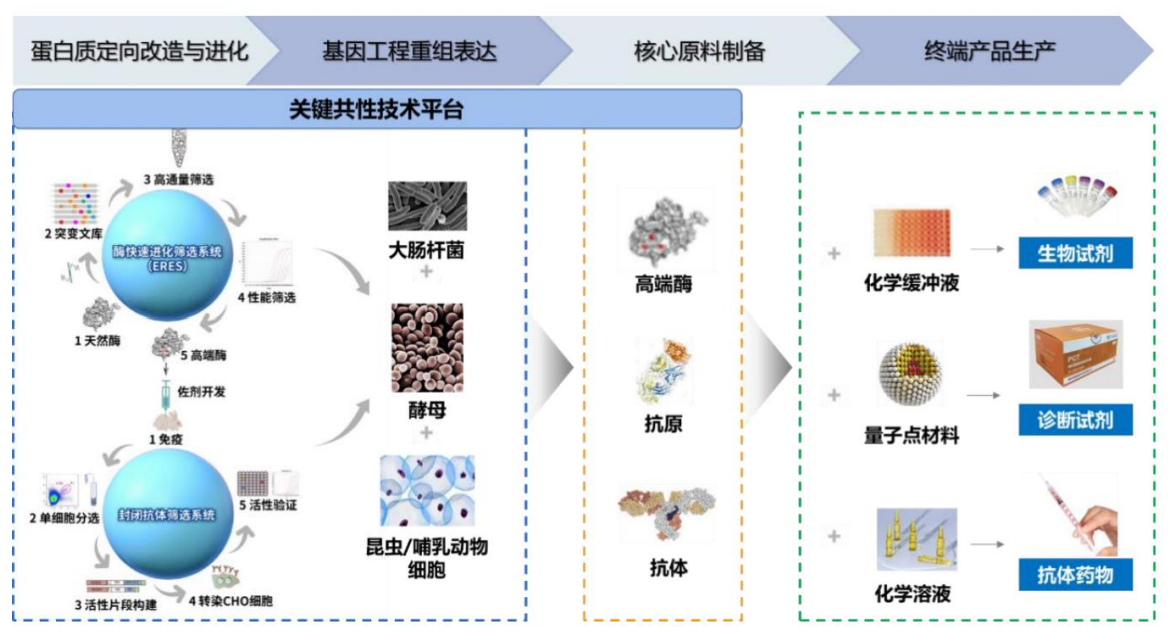 蛋白质定向改造与进化
基因工程重组表达
核心原料制备
终端产品生产
关键共性技术平台
3 高通量筛选
2 突变文库
酶快速进化筛选系统
(ERES)
4 性能筛选
1 天然酶
5 高端酶
佐剂开发
1 免疫
2 单细胞分选
封闭抗体筛选系统
5 活性验证
3 活性片段构建
4 转染CHO细胞
大肠杆菌
+
酵母
+
昆虫/哺乳动物
细胞
高端酶
抗原
抗体
+
化学缓冲液
生物试剂
+
量子点材料
PCT
诊断试剂
+
化学溶液
抗体药物